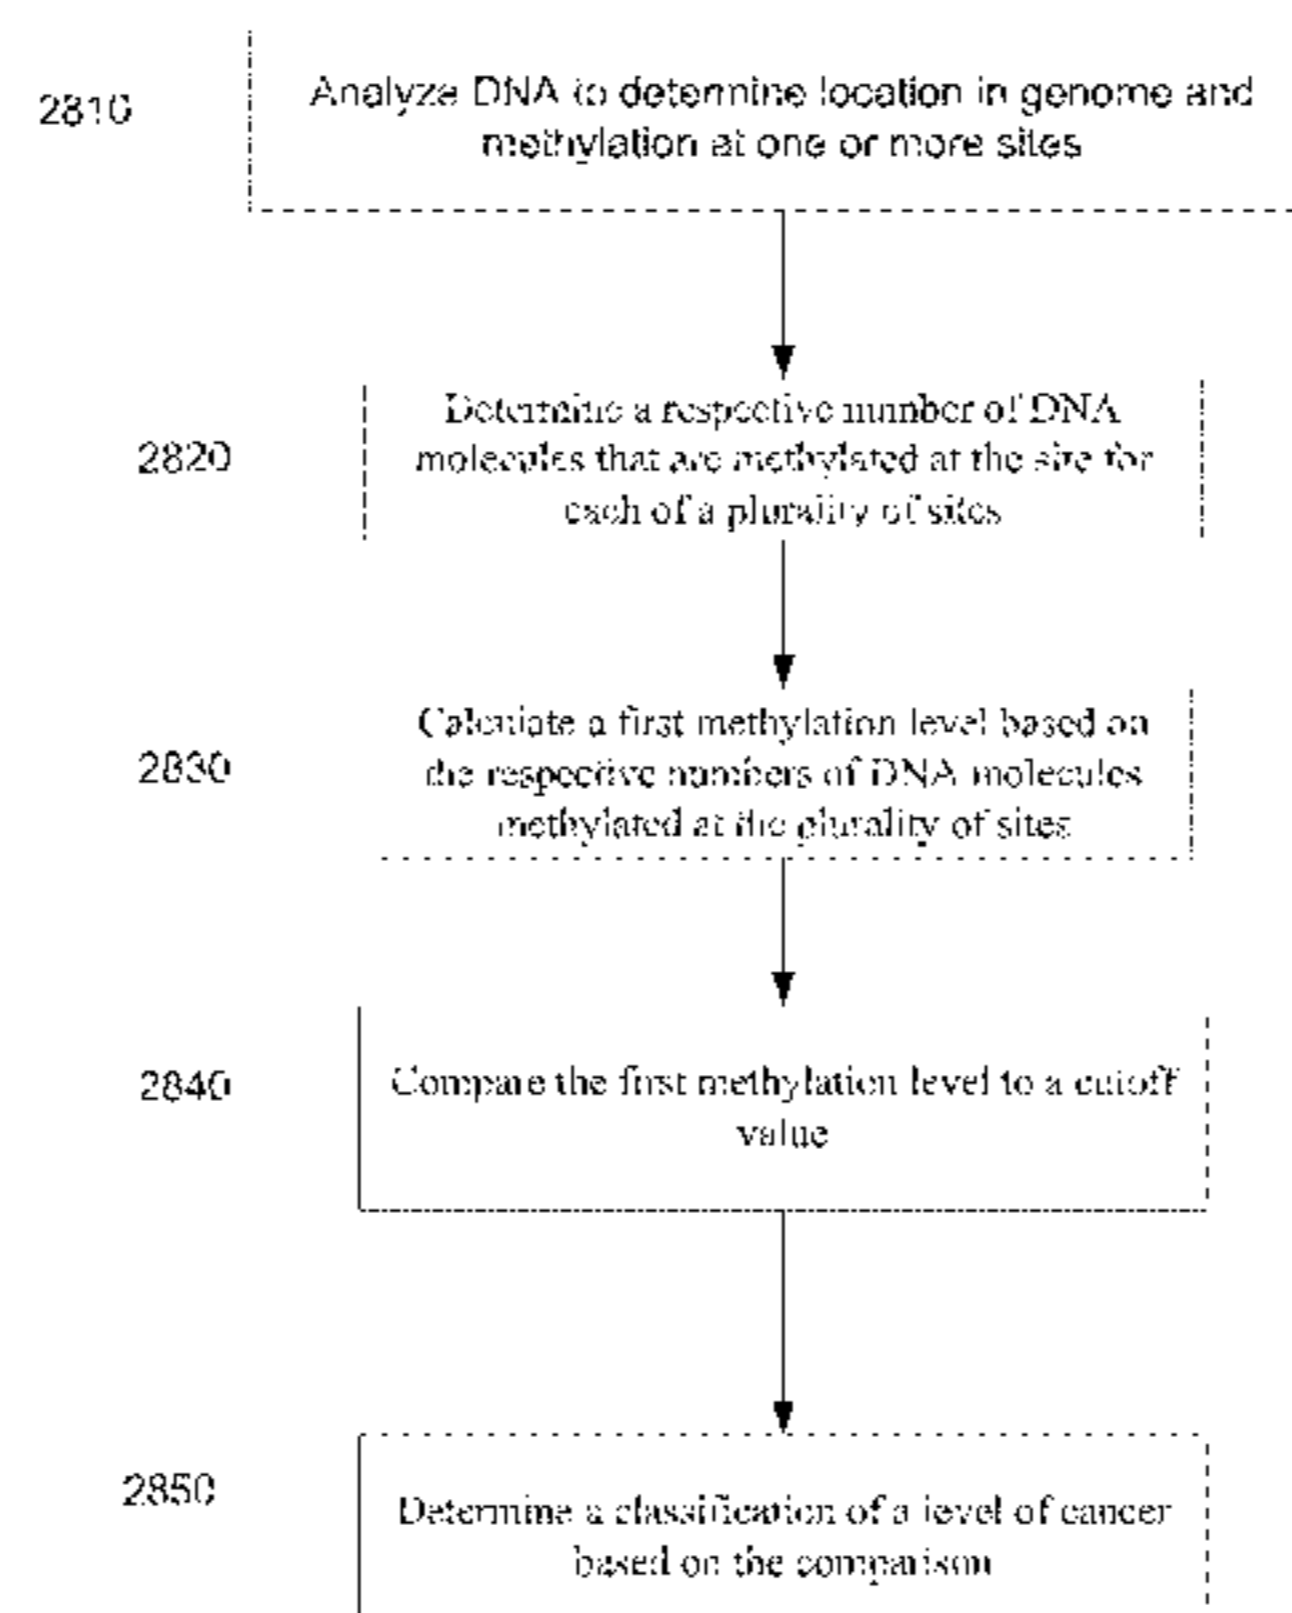 2810
Analyze DNA to determine location in genome and
methylation at one or more sites
2820
Determine a respective number of DNA
molecules that are methylated at the site for
each of a plurality of sites
2830
Calculate a first methylation level based on
the respective numbers of DNA molecules
methylated at the plurality of sites
2840
Compare the first methylation level to a cutoff
value
2850
Determine a classification of a level of cancer
based on the comparison